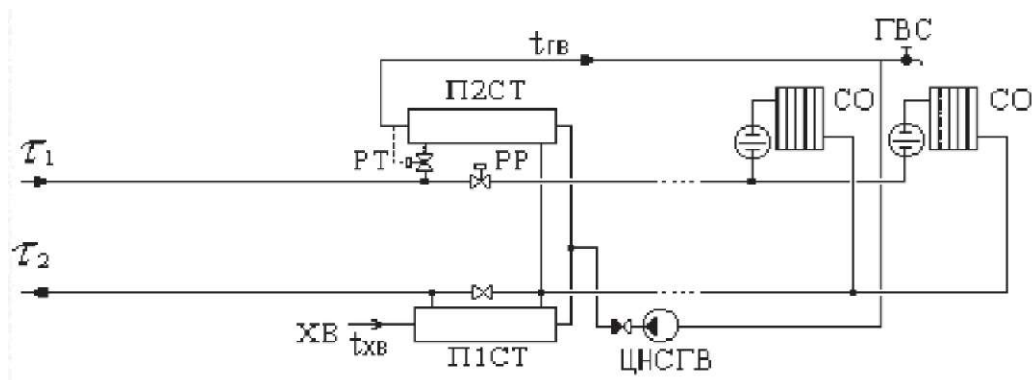 ГВС
tгв
П2СТ
СО
СО
τ1
РТ
РР
τ2
ХВ
tхв
П1СТ
ЦНСГВ